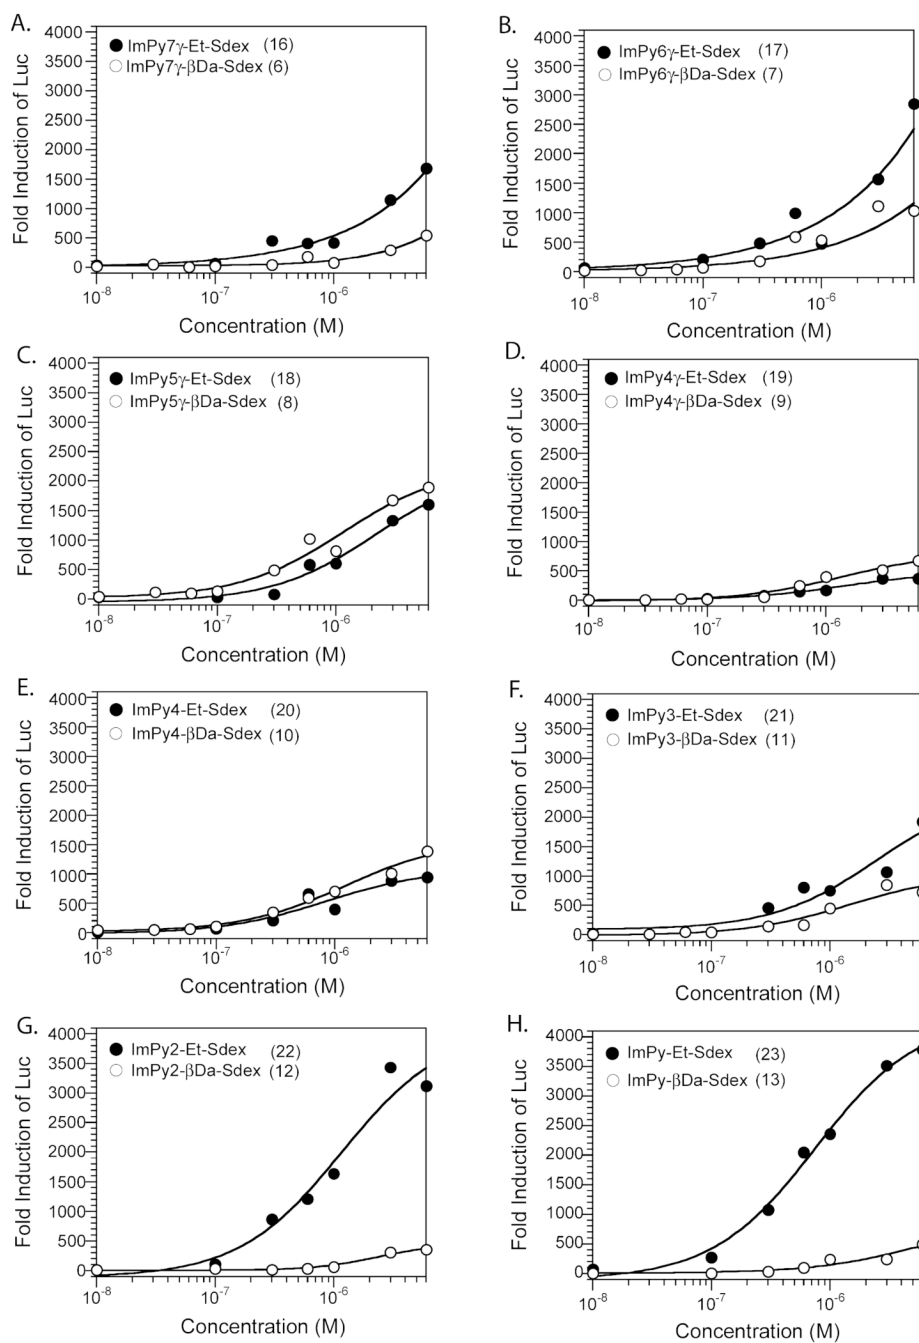 A.
Fold Induction of Luc
4000
3500
3000
2500
2000
1500
1000
500
0
ImPy7γ-Et-Sdex (16)
ImPy7γ-βDa-Sdex (6)
10-8 10-7 10-6
Concentration (M)
B.
Fold Induction of Luc
4000
3500
3000
2500
2000
1500
1000
500
0
ImPy6γ-Et-Sdex (17)
ImPy6γ-βDa-Sdex (7)
10-8 10-7 10-6
Concentration (M)
C.
Fold Induction of Luc
4000
3500
3000
2500
2000
1500
1000
500
0
ImPy5γ-Et-Sdex (18)
ImPy5γ-βDa-Sdex (8)
10-8 10-7 10-6
Concentration (M)
D.
Fold Induction of Luc
4000
3500
3000
2500
2000
1500
1000
500
0
ImPy4γ-Et-Sdex (19)
ImPy4γ-βDa-Sdex (9)
10-8 10-7 10-6
Concentration (M)
E.
Fold Induction of Luc
4000
3500
3000
2500
2000
1500
1000
500
0
ImPy4-Et-Sdex (20)
ImPy4-βDa-Sdex (10)
10-8 10-7 10-6
Concentration (M)
F.
Fold Induction of Luc
4000
3500
3000
2500
2000
1500
1000
500
0
ImPy3-Et-Sdex (21)
ImPy3-βDa-Sdex (11)
10-8 10-7 10-6
Concentration (M)
G.
Fold Induction of Luc
4000
3500
3000
2500
2000
1500
1000
500
0
ImPy2-Et-Sdex (22)
ImPy2-βDa-Sdex (12)
10-8 10-7 10-6
Concentration (M)
H.
Fold Induction of Luc
4000
3500
3000
2500
2000
1500
1000
500
0
ImPy-Et-Sdex (23)
ImPy-βDa-Sdex (13)
10-8 10-7 10-6
Concentration (M)